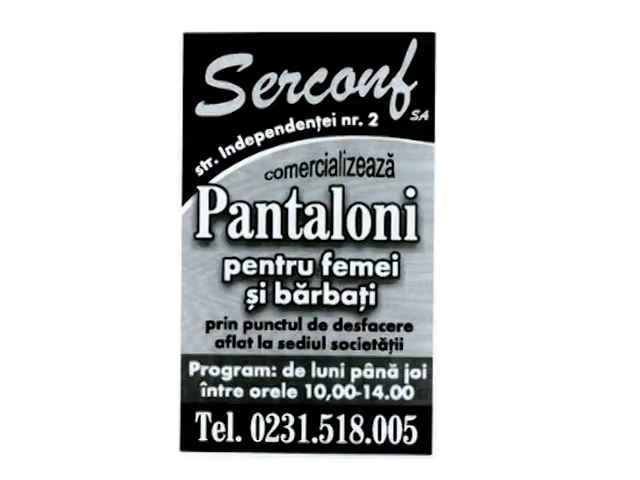 Serconf SA
str. Independenței nr. 2
comercializează
Pantaloni
pentru femei
și bărbați
prin punctul de desfacere
aflat la sediul societății
Program: de luni până joi
între orele 10,00-14.00
Tel. 0231.518.005